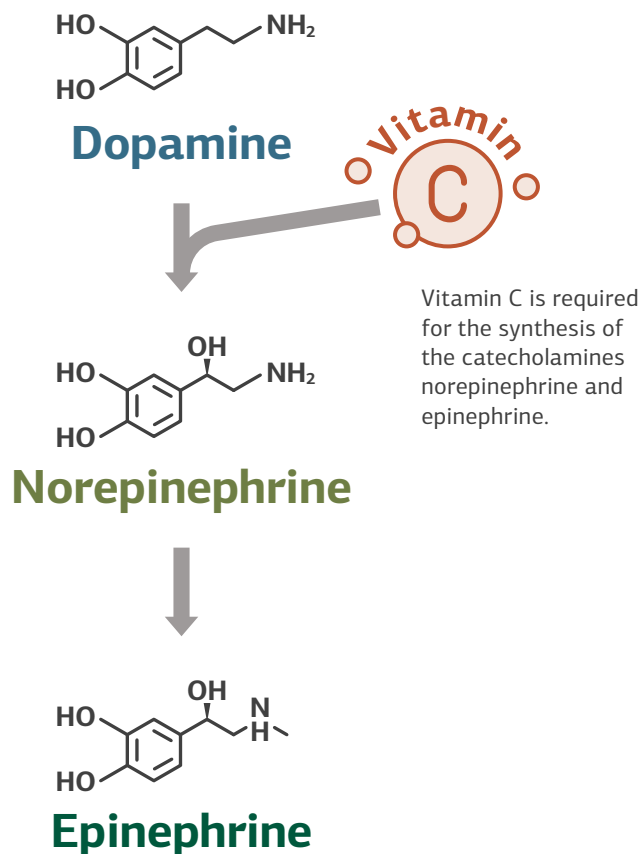 HO
NH₂
HO
Dopamine
Vitamin
C
Vitamin C is required
for the synthesis of
the catecholamines
norepinephrine and
epinephrine.
OH
HO
NH₂
HO
Norepinephrine
OH
HO
N
H
HO
Epinephrine